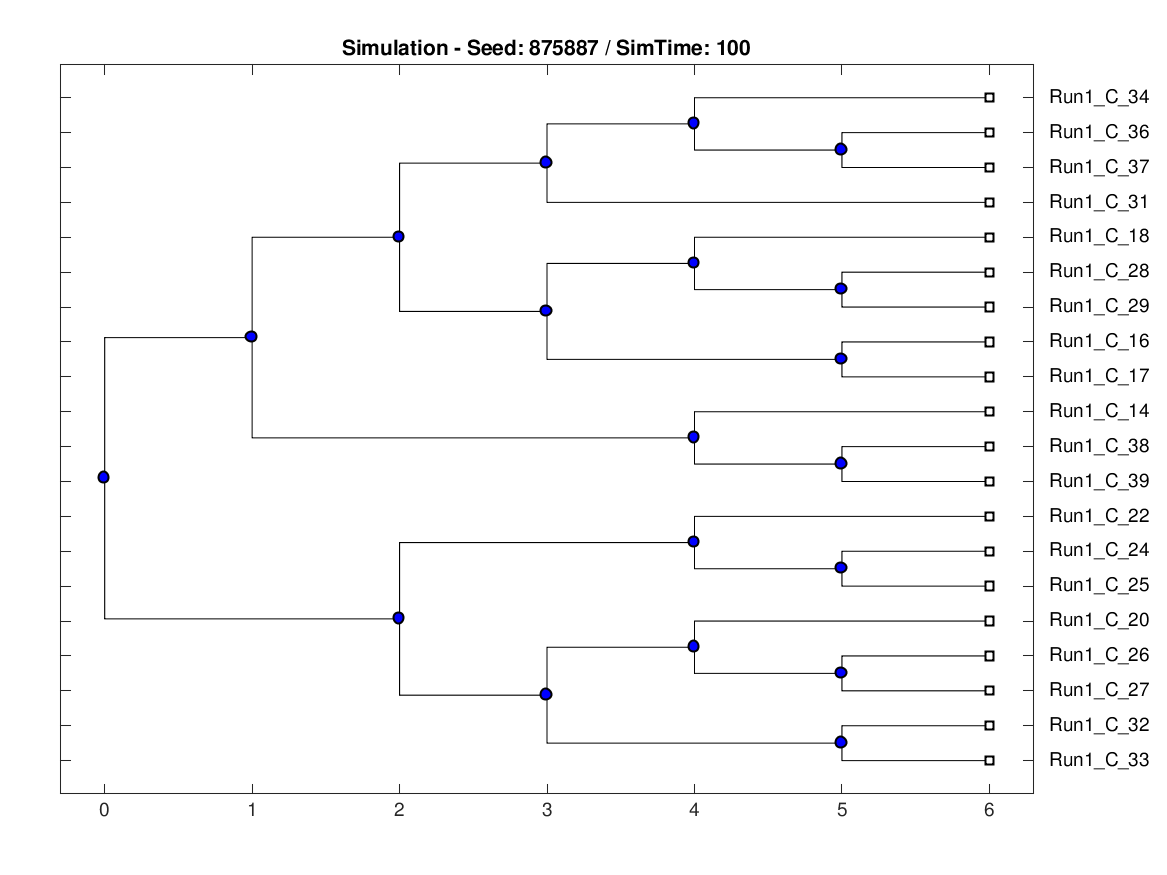 Simulation - Seed: 875887 / SimTime: 100
Run1_C_34
Run1_C_36
Run1_C_37
Run1_C_31
Run1_C_18
Run1_C_28
Run1_C_29
Run1_C_16
Run1_C_17
Run1_C_14
Run1_C_38
Run1_C_39
Run1_C_22
Run1_C_24
Run1_C_25
Run1_C_20
Run1_C_26
Run1_C_27
Run1_C_32
Run1_C_33
0 1 2 3 4 5 6